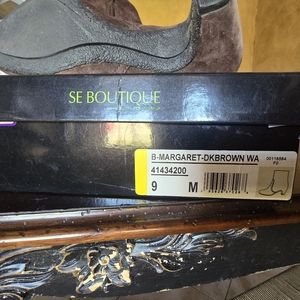 SE BOUTIQUE
B-MARGARET-DKBROWN WA
41434200
9 M